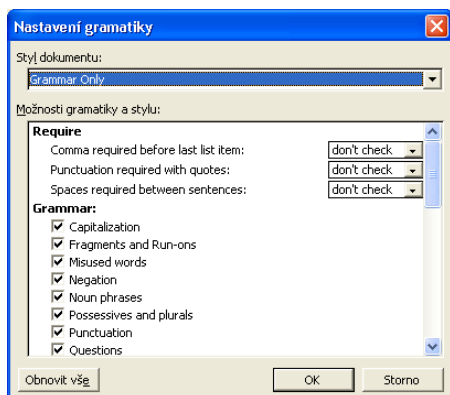 Nastavení gramatiky
Styl dokumentu:
Grammar Only
Možnosti gramatiky a stylu:
Require
Comma required before last list item: don't check
Punctuation required with quotes: don't check
Spaces required between sentences: don't check
Grammar:
Capitalization
Fragments and Run-ons
Misused words
Negation
Noun phrases
Possessives and plurals
Punctuation
Questions
Obnovit vše OK Storno